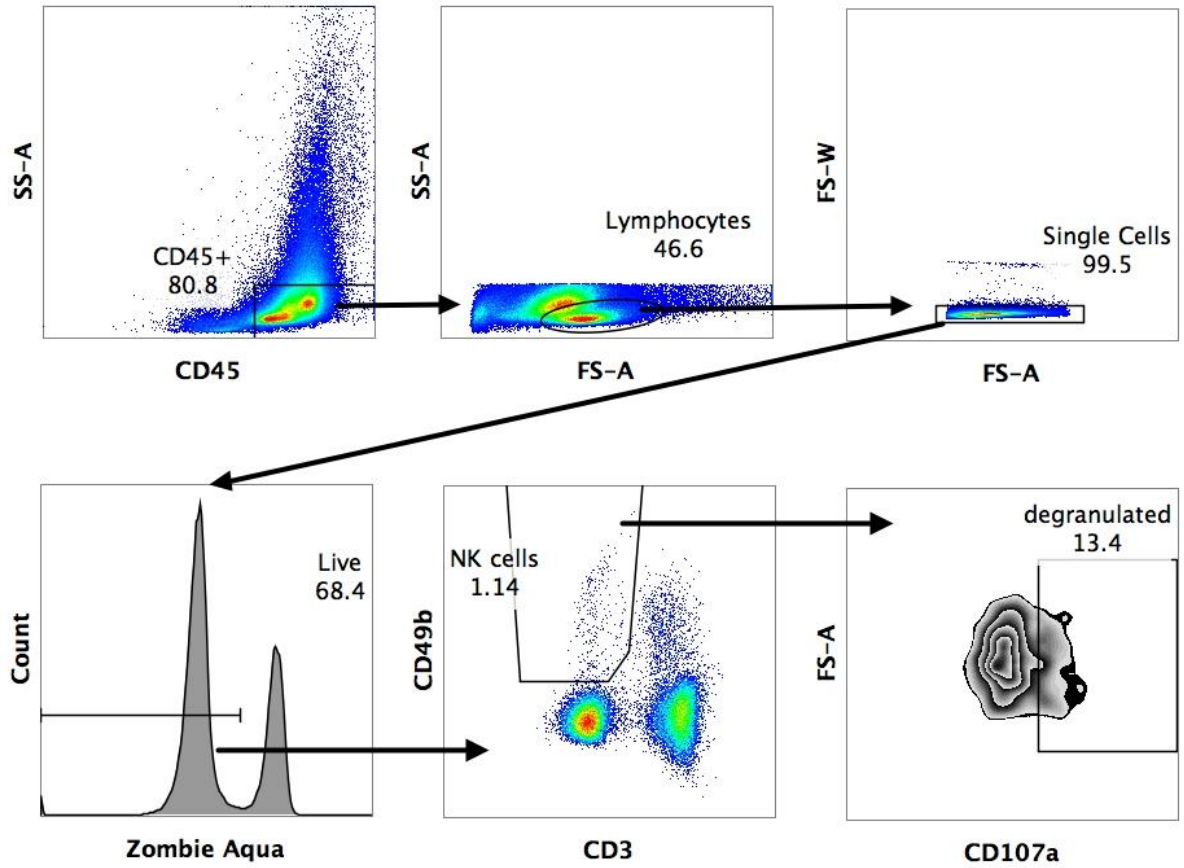 SS-A
CD45+
80.8
CD45
SS-A
Lymphocytes
46.6
FS-A
FS-W
Single Cells
99.5
FS-A
Count
Live
68.4
Zombie Aqua
CD49b
NK cells
1.14
CD3
FS-A
degranulated
13.4
CD107a